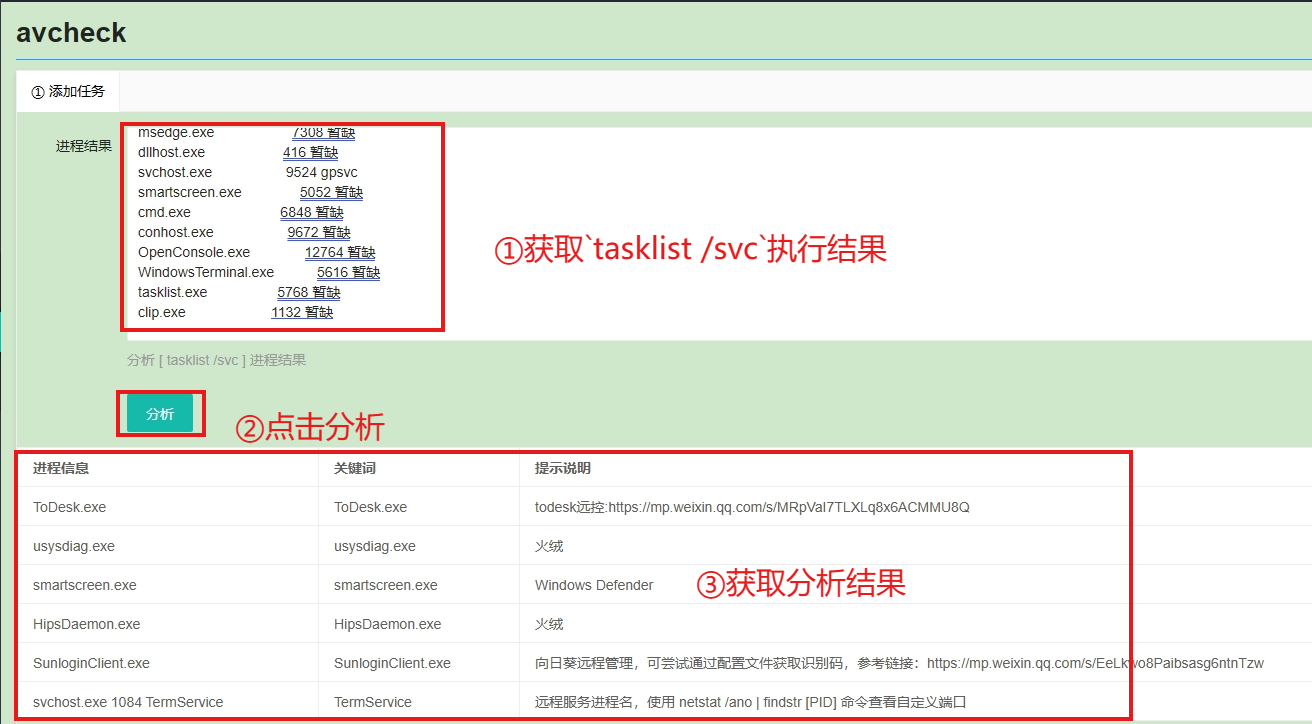 avcheck
① 添加任务
进程结果
msedge.exe 7308 暂缺
dllhost.exe 416 暂缺
svchost.exe 9524 gpsvc
smartscreen.exe 5052 暂缺
cmd.exe 6848 暂缺
conhost.exe 9672 暂缺
OpenConsole.exe 12764 暂缺
WindowsTerminal.exe 5616 暂缺
tasklist.exe 5768 暂缺
clip.exe 1132 暂缺
①获取`tasklist /svc`执行结果
分析 [ tasklist /svc ] 进程结果
分析
②点击分析
进程信息 关键词 提示说明
ToDesk.exe ToDesk.exe todesk远控:https://mp.weixin.qq.com/s/MRpVaI7TLXLq8x6ACMMU8Q
usysdiag.exe usysdiag.exe 火绒
smartscreen.exe smartscreen.exe Windows Defender
③获取分析结果
HipsDaemon.exe HipsDaemon.exe 火绒
SunloginClient.exe SunloginClient.exe 向日葵远程管理，可尝试通过配置文件获取识别码，参考链接：https://mp.weixin.qq.com/s/EeLkwo8Paibsasg6ntnTzw
svchost.exe 1084 TermService TermService 远程服务进程名，使用 netstat /ano | findstr [PID] 命令查看自定义端口